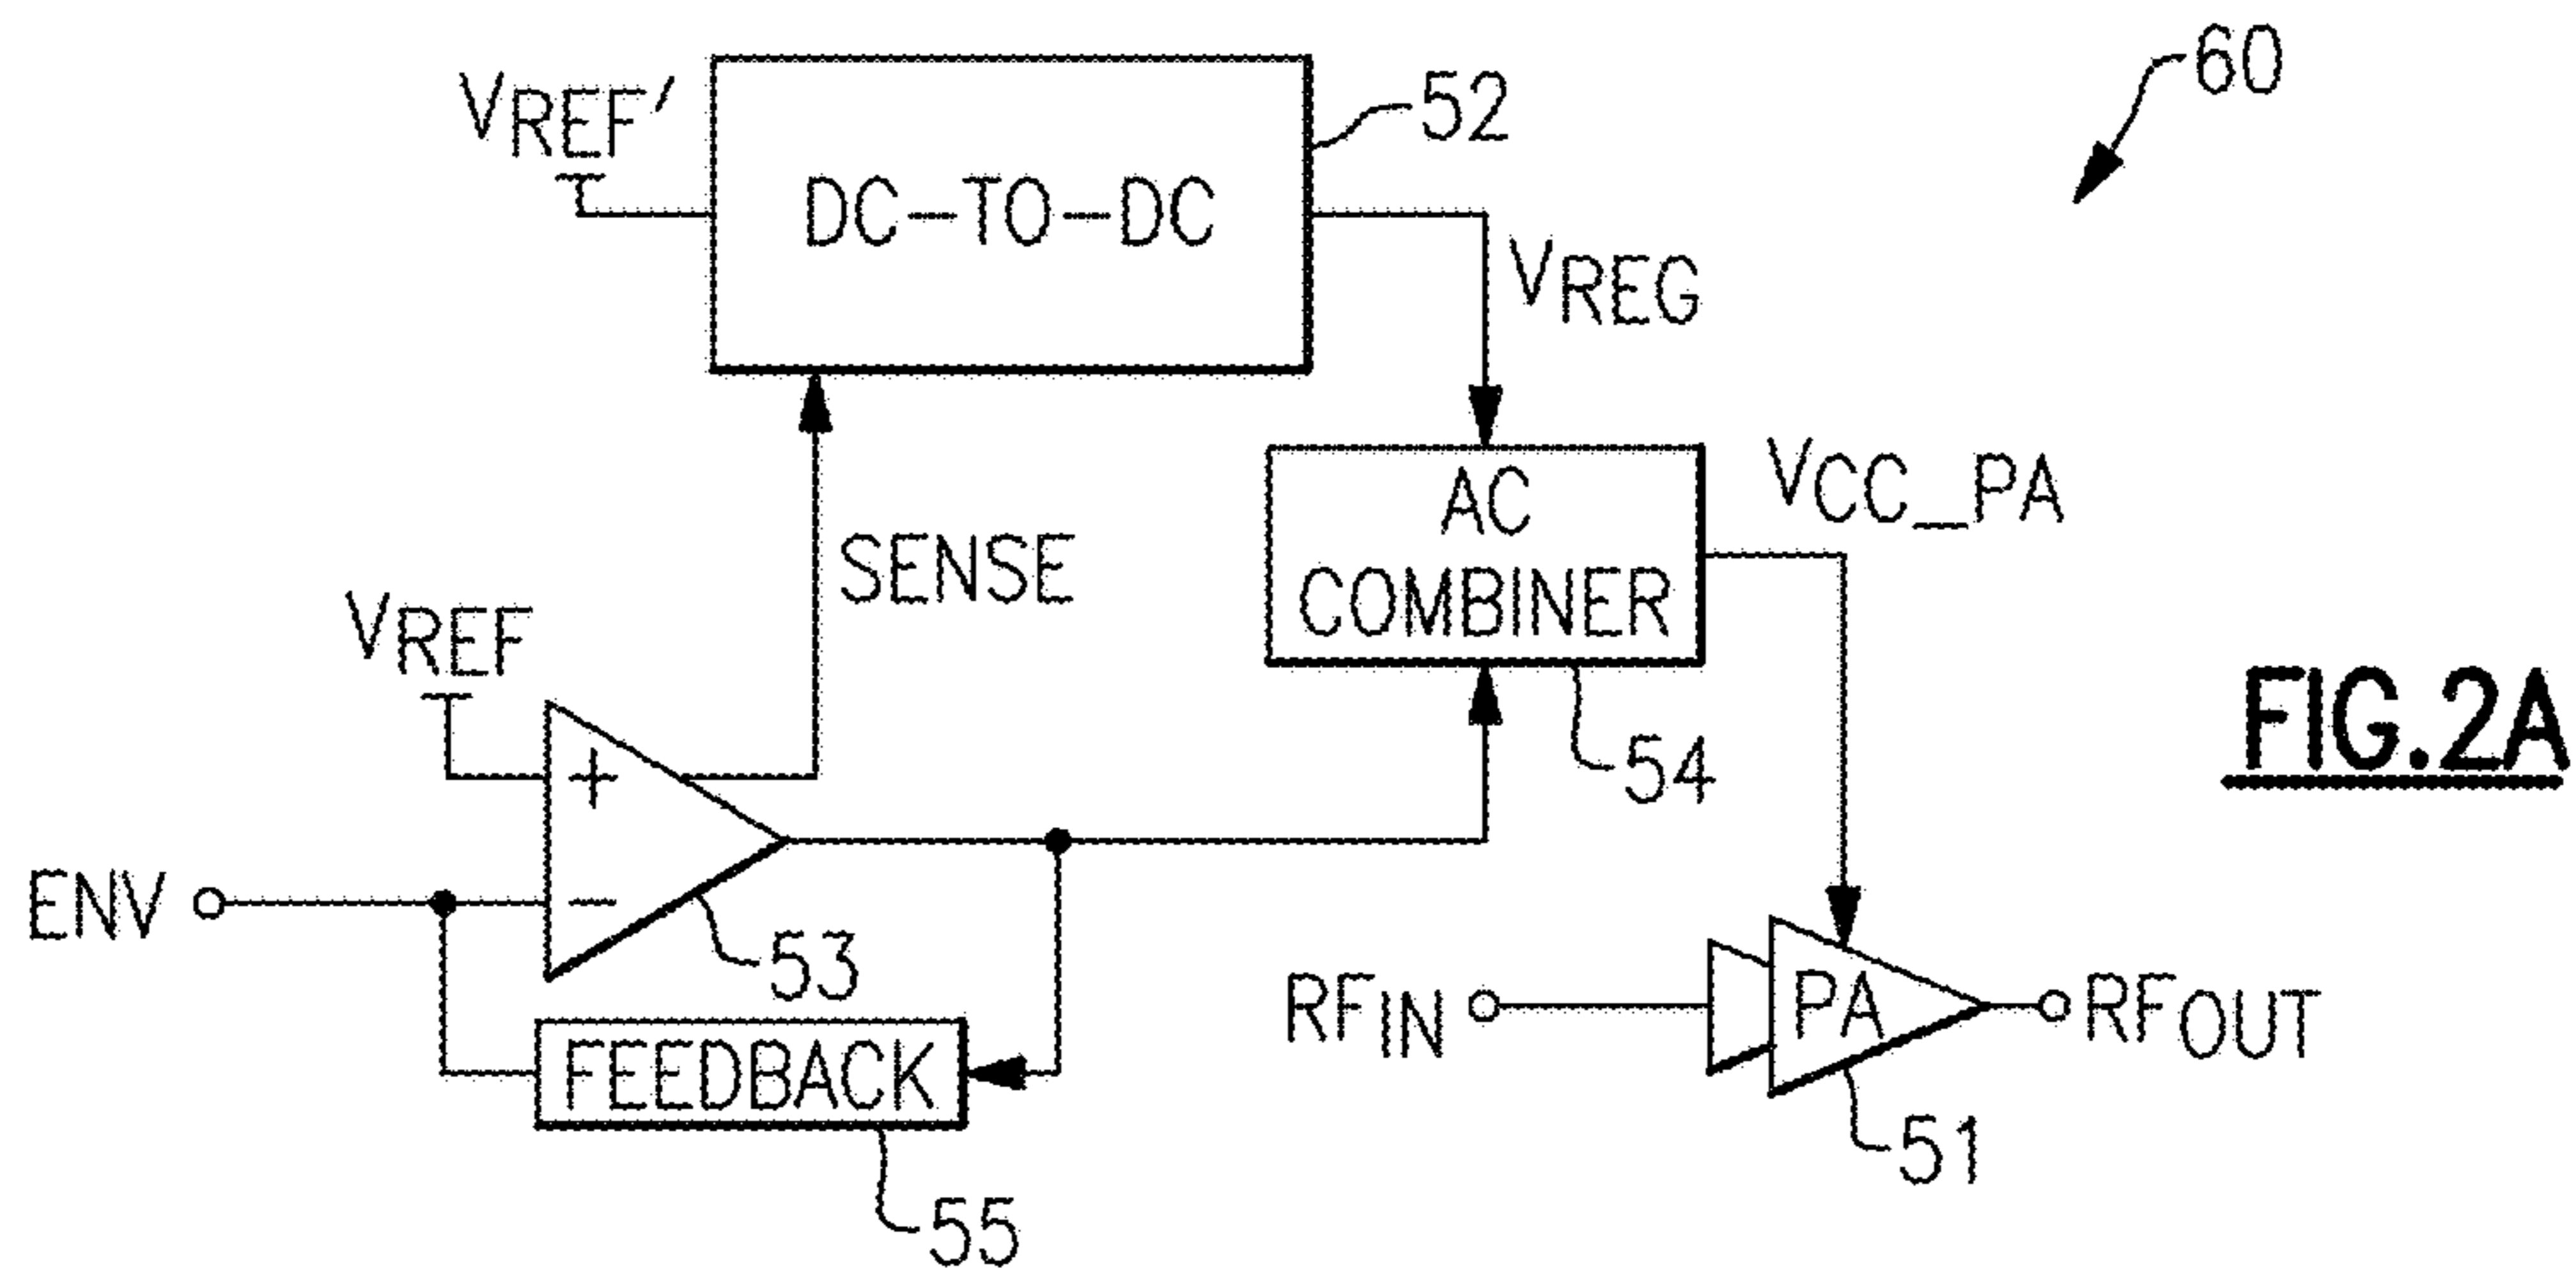 60
VREF'
52
DC-TO-DC
VREG
AC
COMBINER
VCC_PA
SENSE
VREF
54
FIG.2A
+
ENV
-
53
RFIN
PA
RFOUT
FEEDBACK
51
55